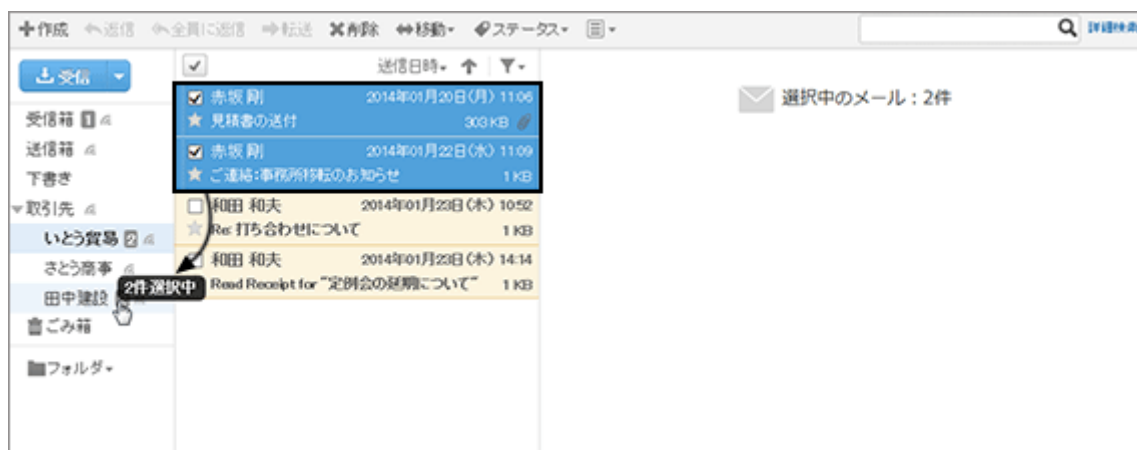 作成 返信 全員に返信 転送 削除 移動 ステータス
詳細検索
受信
送信日時
赤坂 剛 2014年01月20日(月) 11:06
見積書の送付 303 KB
赤坂 剛 2014年01月22日(水) 11:09
ご連絡:事務所移転のお知らせ 1 KB
和田 和夫 2014年01月23日(木) 10:52
Re: 打ち合わせについて 1 KB
和田 和夫 2014年01月23日(木) 14:14
Read Receipt for "定例会の延期について" 1 KB
受信箱 1
送信箱
下書き
取引先
いとう貿易 2
さとう商事
田中建設
2件選択中
ごみ箱
フォルダ
選択中のメール:2件